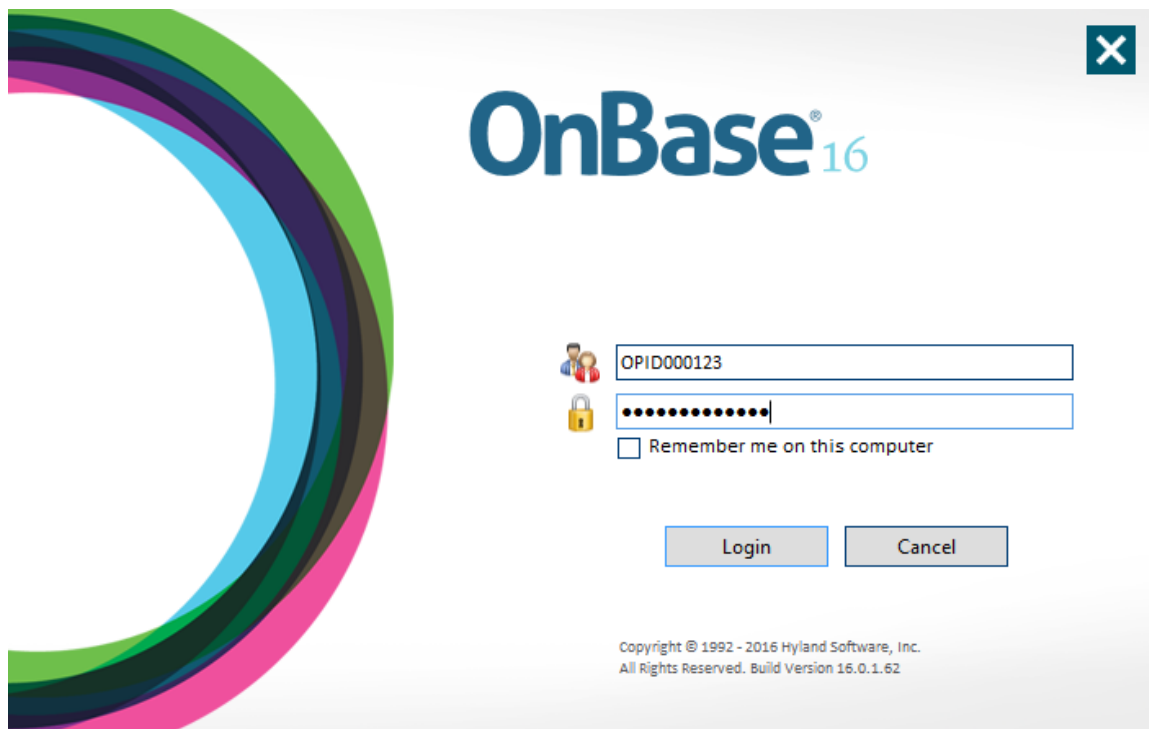 OnBase® 16
OPID000123
●●●●●●●●●●●●●
Remember me on this computer
Login Cancel
Copyright © 1992 - 2016 Hyland Software, Inc.
All Rights Reserved. Build Version 16.0.1.62